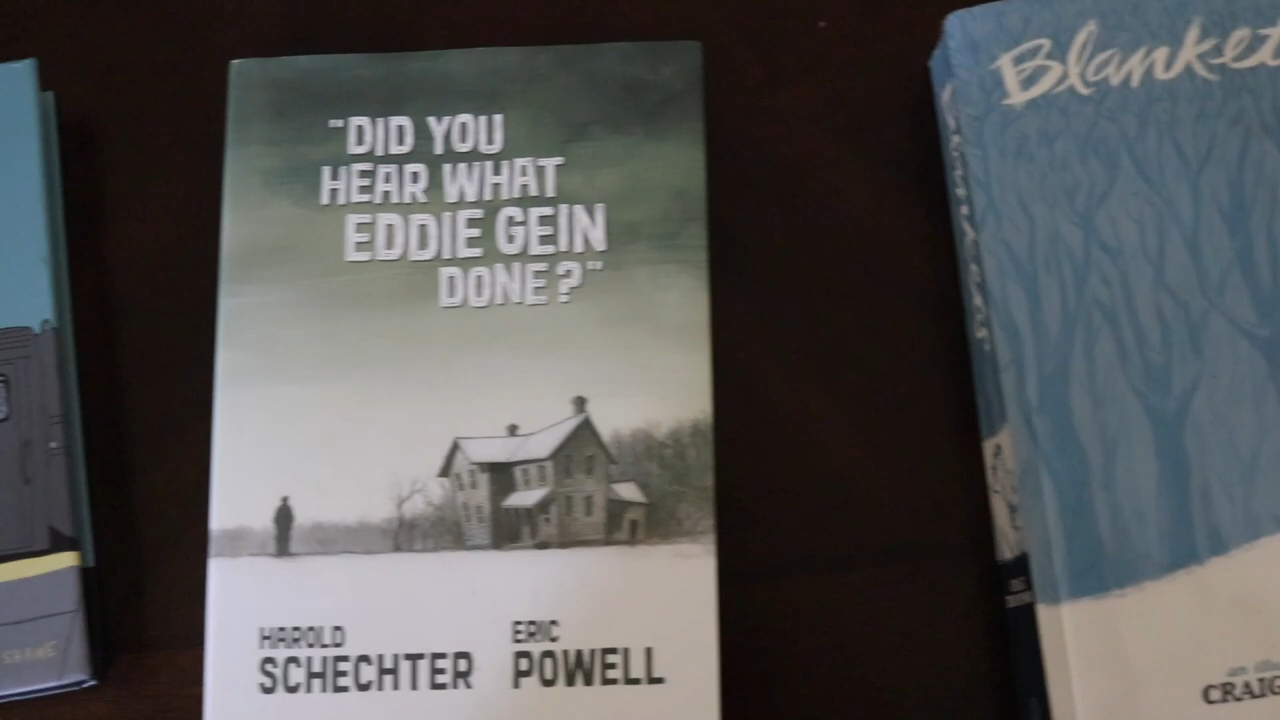 "DID YOU
HEAR WHAT
EDDIE GEIN
DONE?"
HAROLD
SCHECHTER
ERIC
POWELL
Blanket
CRAIG